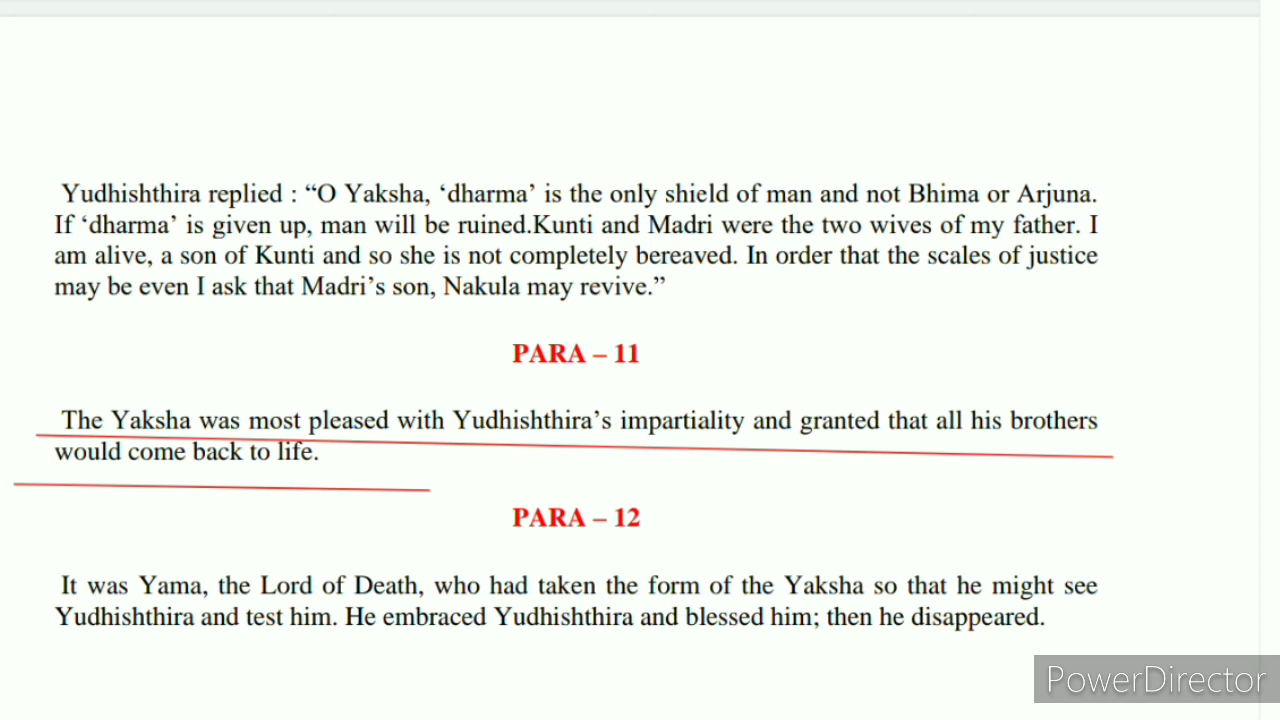 Yudhishthira replied : “O Yaksha, ‘dharma’ is the only shield of man and not Bhima or Arjuna.
If ‘dharma’ is given up, man will be ruined.Kunti and Madri were the two wives of my father. I
am alive, a son of Kunti and so she is not completely bereaved. In order that the scales of justice
may be even I ask that Madri’s son, Nakula may revive.”
PARA – 11
The Yaksha was most pleased with Yudhishthira’s impartiality and granted that all his brothers
would come back to life.
PARA – 12
It was Yama, the Lord of Death, who had taken the form of the Yaksha so that he might see
Yudhishthira and test him. He embraced Yudhishthira and blessed him; then he disappeared.
PowerDirector